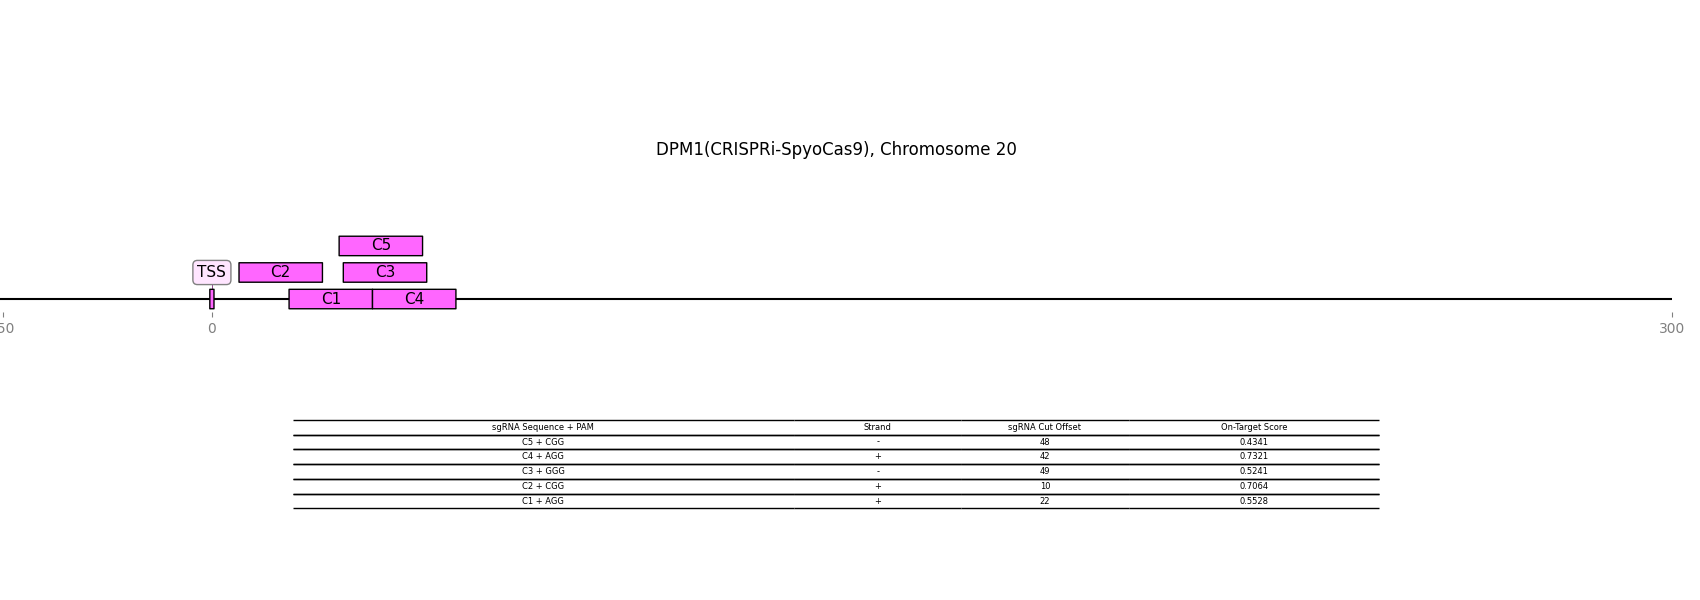 DPM1(CRISPRi-SpyoCas9), Chromosome 20
C5
TSS C2 C3
C1 C4
50 0 300
sgRNA Sequence + PAM Strand sgRNA Cut Offset On-Target Score
C5 + CGG - 48 0.4341
C4 + AGG + 42 0.7321
C3 + GGG - 49 0.5241
C2 + CGG + 10 0.7064
C1 + AGG + 22 0.5528